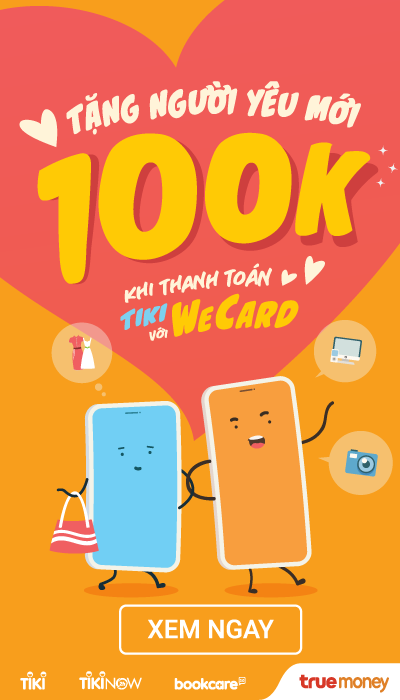 TẶNG NGƯỜI YÊU MỚI
100K
KHI THANH TOÁN
TIKI VỚI WECARD
XEM NGAY
TIKI TIKINOW bookcare truemoney